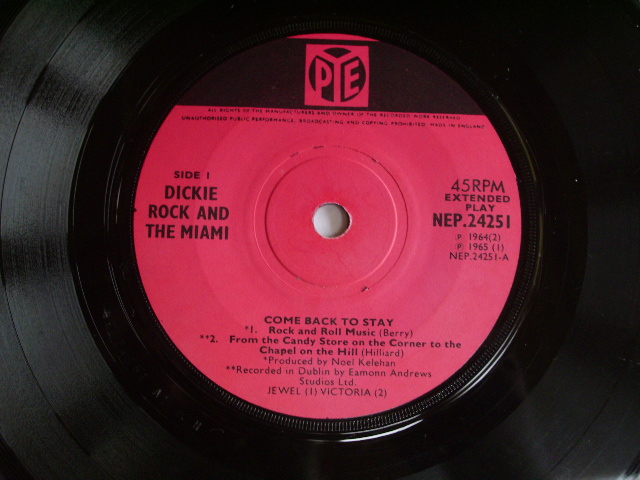 PYE
ALL RIGHTS OF THE MANUFACTURERS AND OWNER OF THE RECORDED WORK RESERVED
UNAUTHORISED PUBLIC PERFORMANCE, BROADCASTING AND COPYING PROHIBITED. MADE IN ENGLAND
SIDE 1
DICKIE
ROCK AND
THE MIAMI
45RPM
EXTENDED
PLAY
NEP.24251
℗ 1964(2)
℗ 1965 (1)
NEP.24251-A
COME BACK TO STAY
*1. Rock and Roll Music (Berry)
**2. From the Candy Store on the Corner to the
Chapel on the Hill (Hilliard)
*Produced by Noel Kelehan
**Recorded in Dublin by Eamonn Andrews
Studios Ltd.
JEWEL (1) VICTORIA (2)